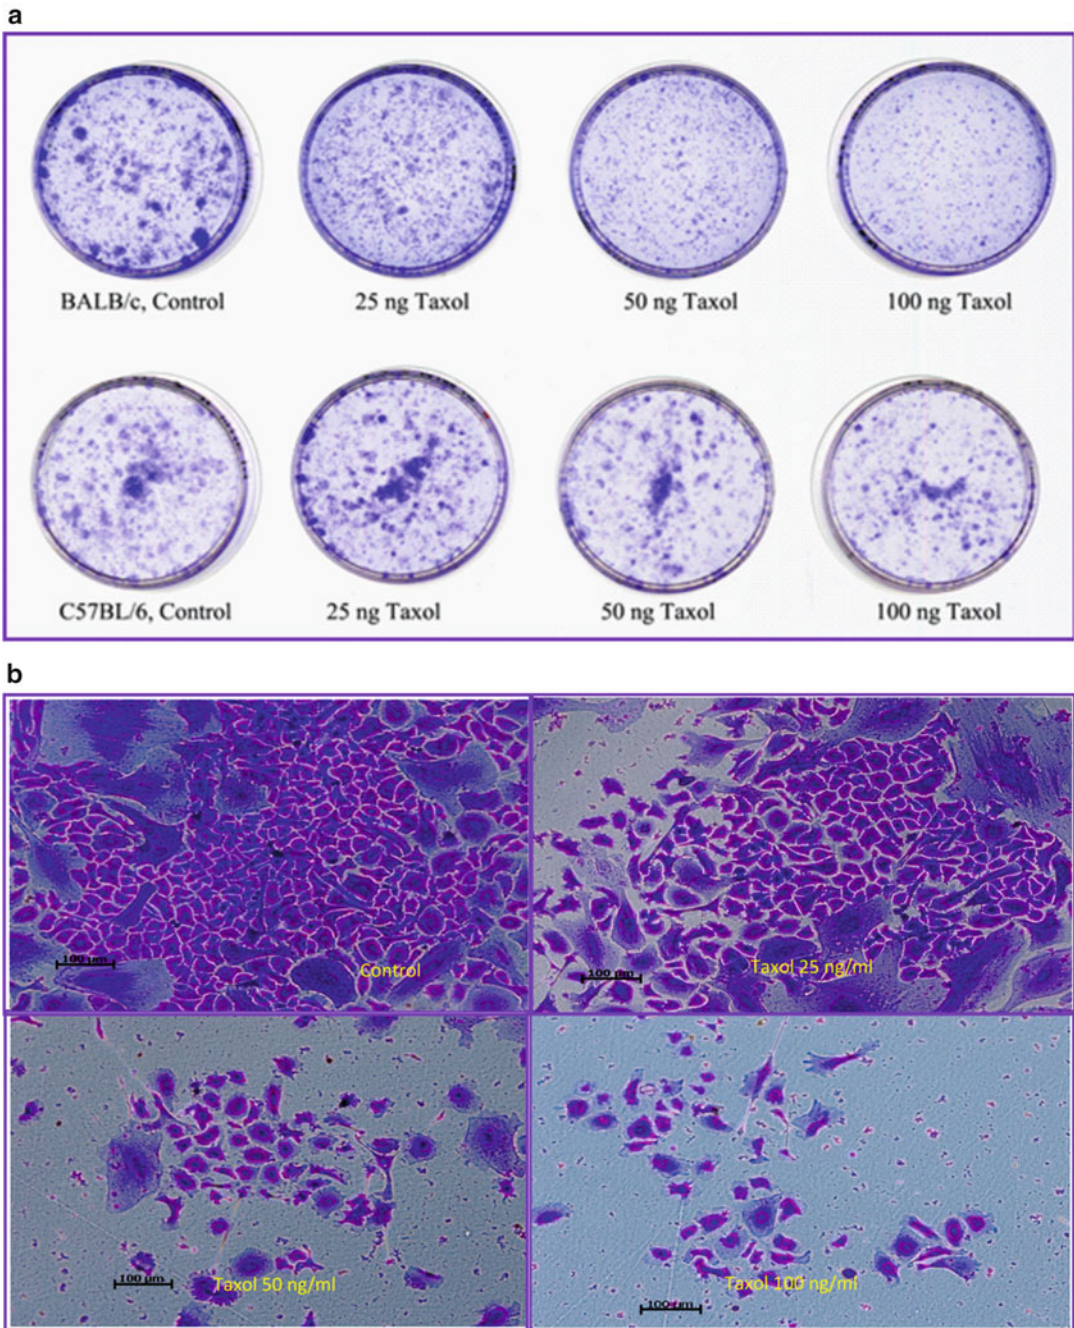 a
BALB/c, Control
25 ng Taxol
50 ng Taxol
100 ng Taxol
C57BL/6, Control
25 ng Taxol
50 ng Taxol
100 ng Taxol
b
100 µm
Control
Taxol 25 ng/ml
100 µm
100 µm
Taxol 50 ng/ml
Taxol 100 ng/ml
100 µm